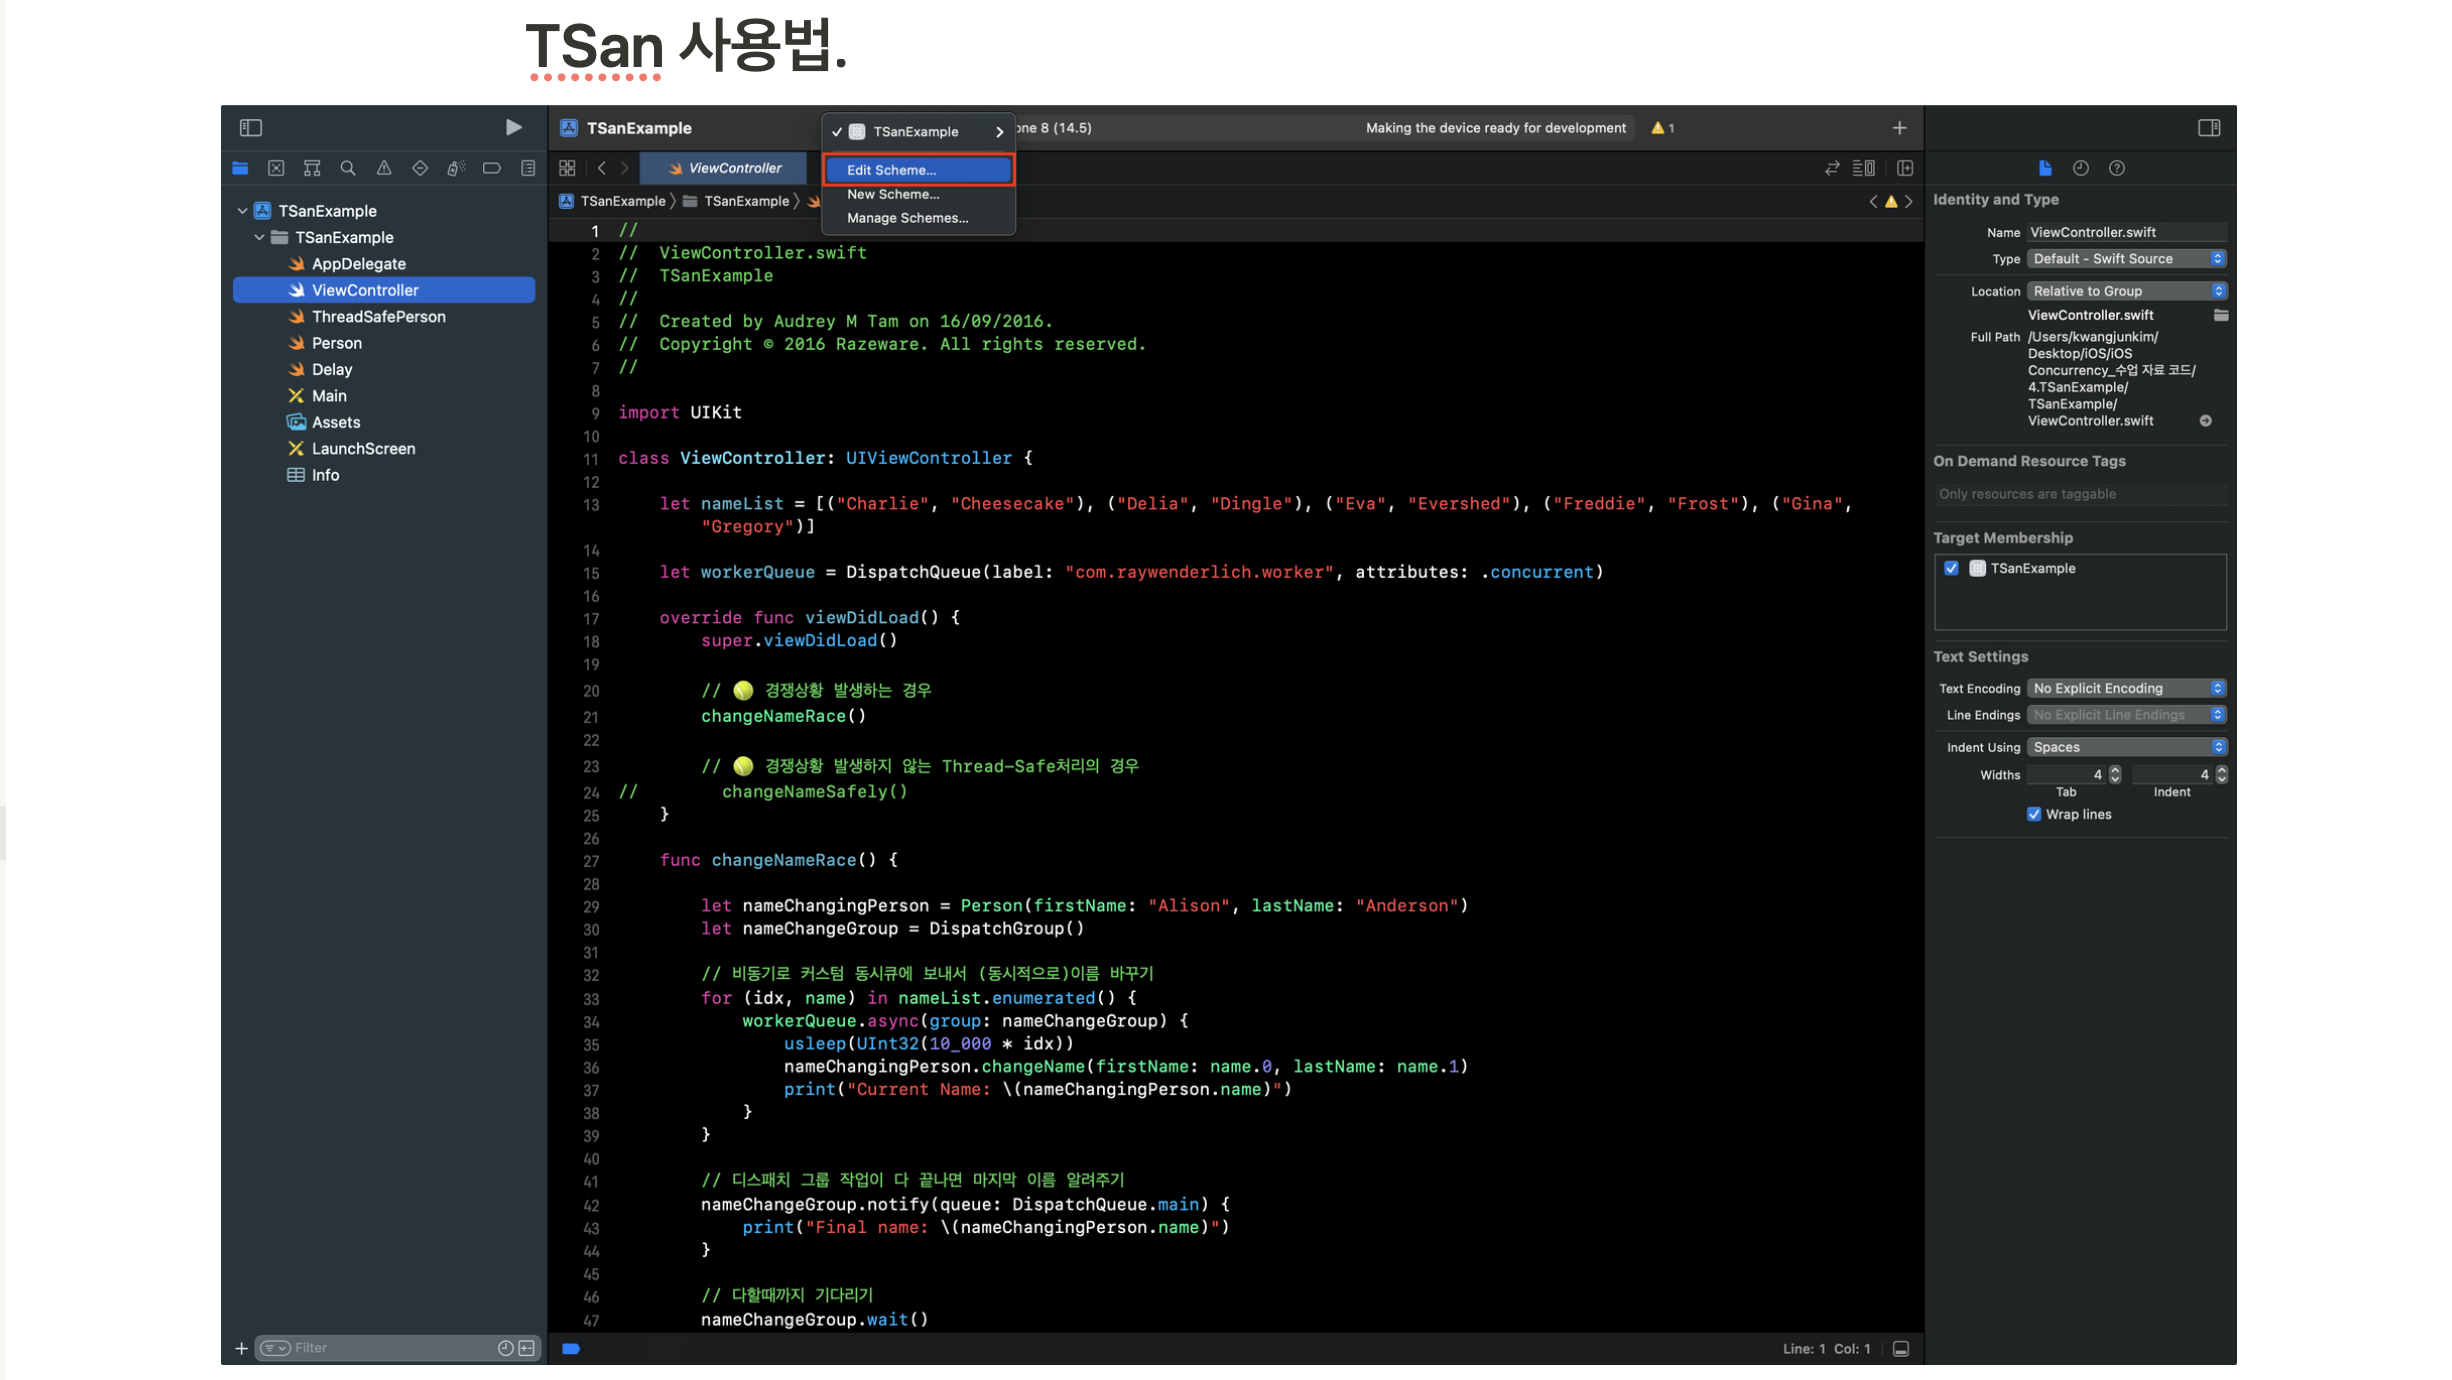 TSan 사용법.
TSanExample
TSanExample
one 8 (14.5)
Making the device ready for development
1
Edit Scheme...
New Scheme...
Manage Schemes...
ViewController
TSanExample
TSanExample
TSanExample
TSanExample
AppDelegate
ViewController
ThreadSafePerson
Person
Delay
Main
Assets
LaunchScreen
Info
Filter
1 //
2 //  ViewController.swift
3 //  TSanExample
4 //
5 //  Created by Audrey M Tam on 16/09/2016.
6 //  Copyright © 2016 Razeware. All rights reserved.
7 //
8
9 import UIKit
10
11 class ViewController: UIViewController {
12
13     let nameList = [("Charlie", "Cheesecake"), ("Delia", "Dingle"), ("Eva", "Evershed"), ("Freddie", "Frost"), ("Gina",
"Gregory")]
14
15     let workerQueue = DispatchQueue(label: "com.raywenderlich.worker", attributes: .concurrent)
16
17     override func viewDidLoad() {
18         super.viewDidLoad()
19
20         // 🎾 경쟁상황 발생하는 경우
21         changeNameRace()
22
23         // 🎾 경쟁상황 발생하지 않는 Thread-Safe처리의 경우
24 //        changeNameSafely()
25     }
26
27     func changeNameRace() {
28
29         let nameChangingPerson = Person(firstName: "Alison", lastName: "Anderson")
30         let nameChangeGroup = DispatchGroup()
31
32         // 비동기로 커스텀 동시큐에 보내서 (동시적으로)이름 바꾸기
33         for (idx, name) in nameList.enumerated() {
34             workerQueue.async(group: nameChangeGroup) {
35                 usleep(UInt32(10_000 * idx))
36                 nameChangingPerson.changeName(firstName: name.0, lastName: name.1)
37                 print("Current Name: \(nameChangingPerson.name)")
38             }
39         }
40
41         // 디스패치 그룹 작업이 다 끝나면 마지막 이름 알려주기
42         nameChangeGroup.notify(queue: DispatchQueue.main) {
43             print("Final name: \(nameChangingPerson.name)")
44         }
45
46         // 다할때까지 기다리기
47         nameChangeGroup.wait()
Line: 1 Col: 1
Identity and Type
Name ViewController.swift
Type Default - Swift Source
Location Relative to Group
ViewController.swift
Full Path /Users/kwangjunkim/
Desktop/iOS/iOS
Concurrency_수업 자료 코드/
4.TSanExample/
TSanExample/
ViewController.swift
On Demand Resource Tags
Only resources are taggable
Target Membership
TSanExample
Text Settings
Text Encoding No Explicit Encoding
Line Endings No Explicit Line Endings
Indent Using Spaces
Widths 4 4
Tab Indent
Wrap lines